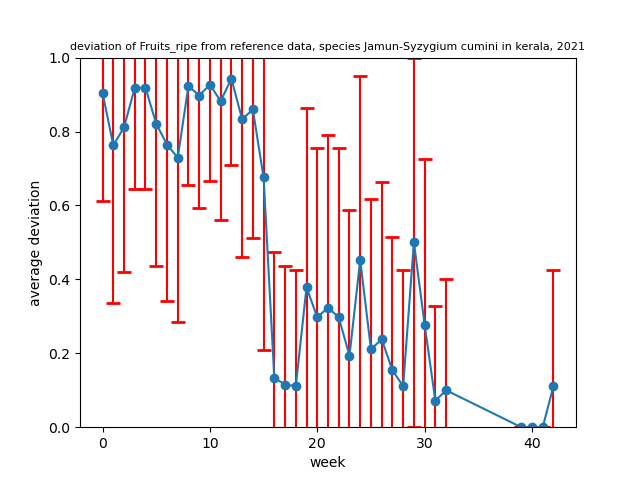 deviation of Fruits_ripe from reference data, species Jamun-Syzygium cumini in kerala, 2021
1.0
0.8
0.6
0.4
0.2
0.0
average deviation
0 10 20 30 40
week